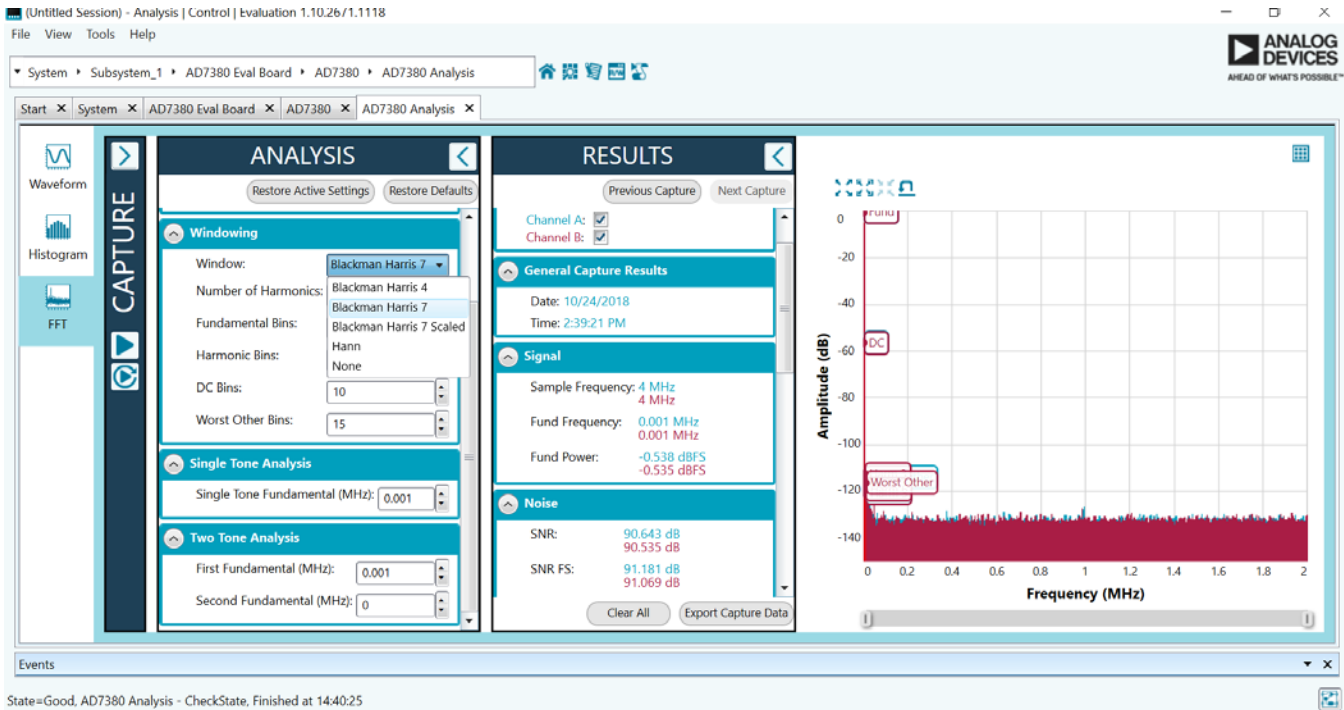 (Untitled Session) - Analysis | Control | Evaluation 1.10.2671.1118
File View Tools Help
ANALOG
DEVICES
AHEAD OF WHAT'S POSSIBLE™
System Subsystem_1 AD7380 Eval Board AD7380 AD7380 Analysis
Start System AD7380 Eval Board AD7380 AD7380 Analysis
Waveform
Histogram
FFT
CAPTURE
ANALYSIS
Restore Active Settings Restore Defaults
Windowing
Window: Blackman Harris 7
Blackman Harris 4
Blackman Harris 7
Blackman Harris 7 Scaled
Hann
None
Number of Harmonics:
Fundamental Bins:
Harmonic Bins:
DC Bins: 10
Worst Other Bins: 15
Single Tone Analysis
Single Tone Fundamental (MHz): 0.001
Two Tone Analysis
First Fundamental (MHz): 0.001
Second Fundamental (MHz): 0
RESULTS
Previous Capture Next Capture
Channel A:
Channel B:
General Capture Results
Date: 10/24/2018
Time: 2:39:21 PM
Signal
Sample Frequency: 4 MHz
4 MHz
Fund Frequency: 0.001 MHz
0.001 MHz
Fund Power: -0.538 dBFS
-0.535 dBFS
Noise
SNR: 90.643 dB
90.535 dB
SNR FS: 91.181 dB
91.069 dB
Clear All Export Capture Data
Amplitude (dB)
0
-20
-40
-60
-80
-100
-120
-140
Fund
DC
Worst Other
0 0.2 0.4 0.6 0.8 1 1.2 1.4 1.6 1.8 2
Frequency (MHz)
Events
State=Good, AD7380 Analysis - CheckState, Finished at 14:40:25